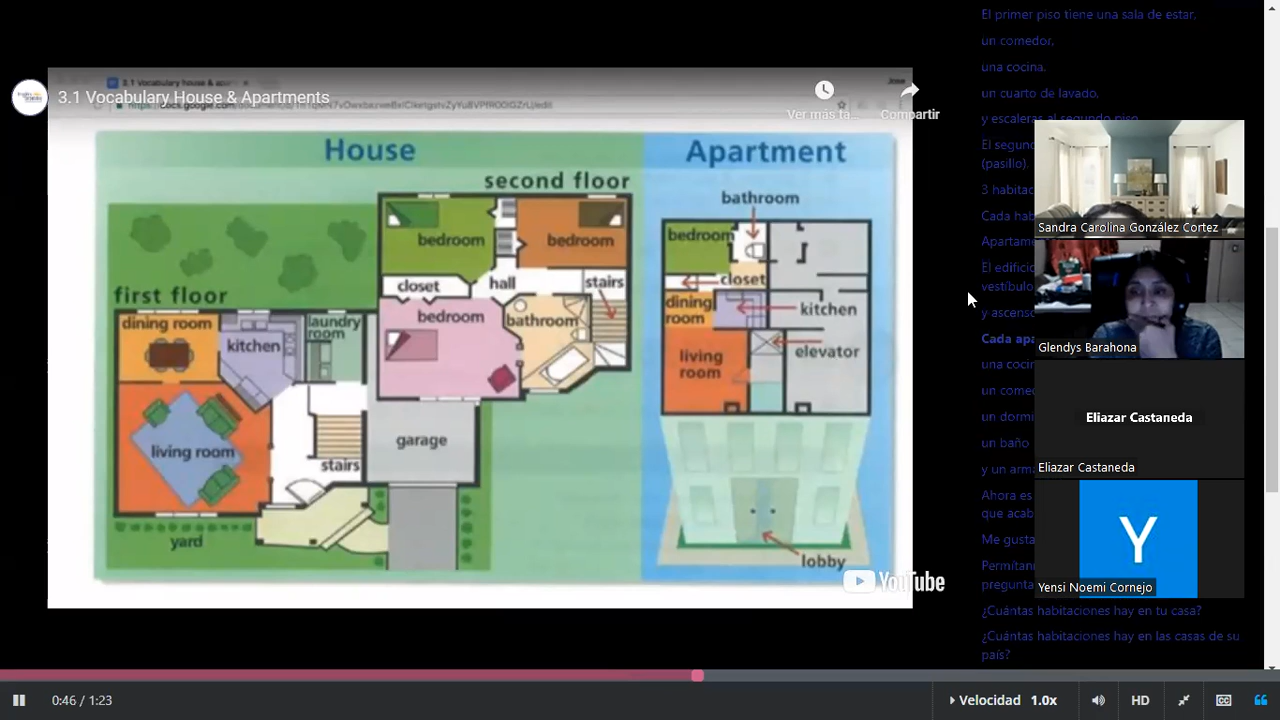 3.1 Vocabulary House & Apartments
Ver más ta...
Compartir
House
Apartment
second floor
bedroom
bedroom
closet
hall
stairs
bedroom
bathroom
first floor
dining room
kitchen
laundry
room
living room
stairs
garage
yard
bathroom
bedroom
closet
dining
room
kitchen
living
room
elevator
lobby
YouTube
El primer piso tiene una sala de estar,
un comedor,
una cocina.
un cuarto de lavado,
y escaleras al segundo piso
El segun
(pasillo).
3 habitac
Cada hab
Apartame
El edificio
vestíbulo
y ascenso
Cada apa
una cocin
un comed
un dormi
un baño
y un arma
Ahora es
que acab
Me gusta
Permítan
pregunta
¿Cuántas habitaciones hay en tu casa?
¿Cuántas habitaciones hay en las casas de su
país?
Sandra Carolina González Cortez
Glendys Barahona
Eliazar Castaneda
Eliazar Castaneda
Y
Yensi Noemi Cornejo
0:46 / 1:23
Velocidad 1.0x
HD
CC